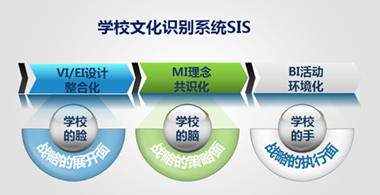 学校文化识别系统SIS
VI/EI设计
整合化
MI理念
共识化
BI活动
环境化
学校
的脸
学校
的脑
学校
的手
战略的展开面
战略的策略面
战略的执行面